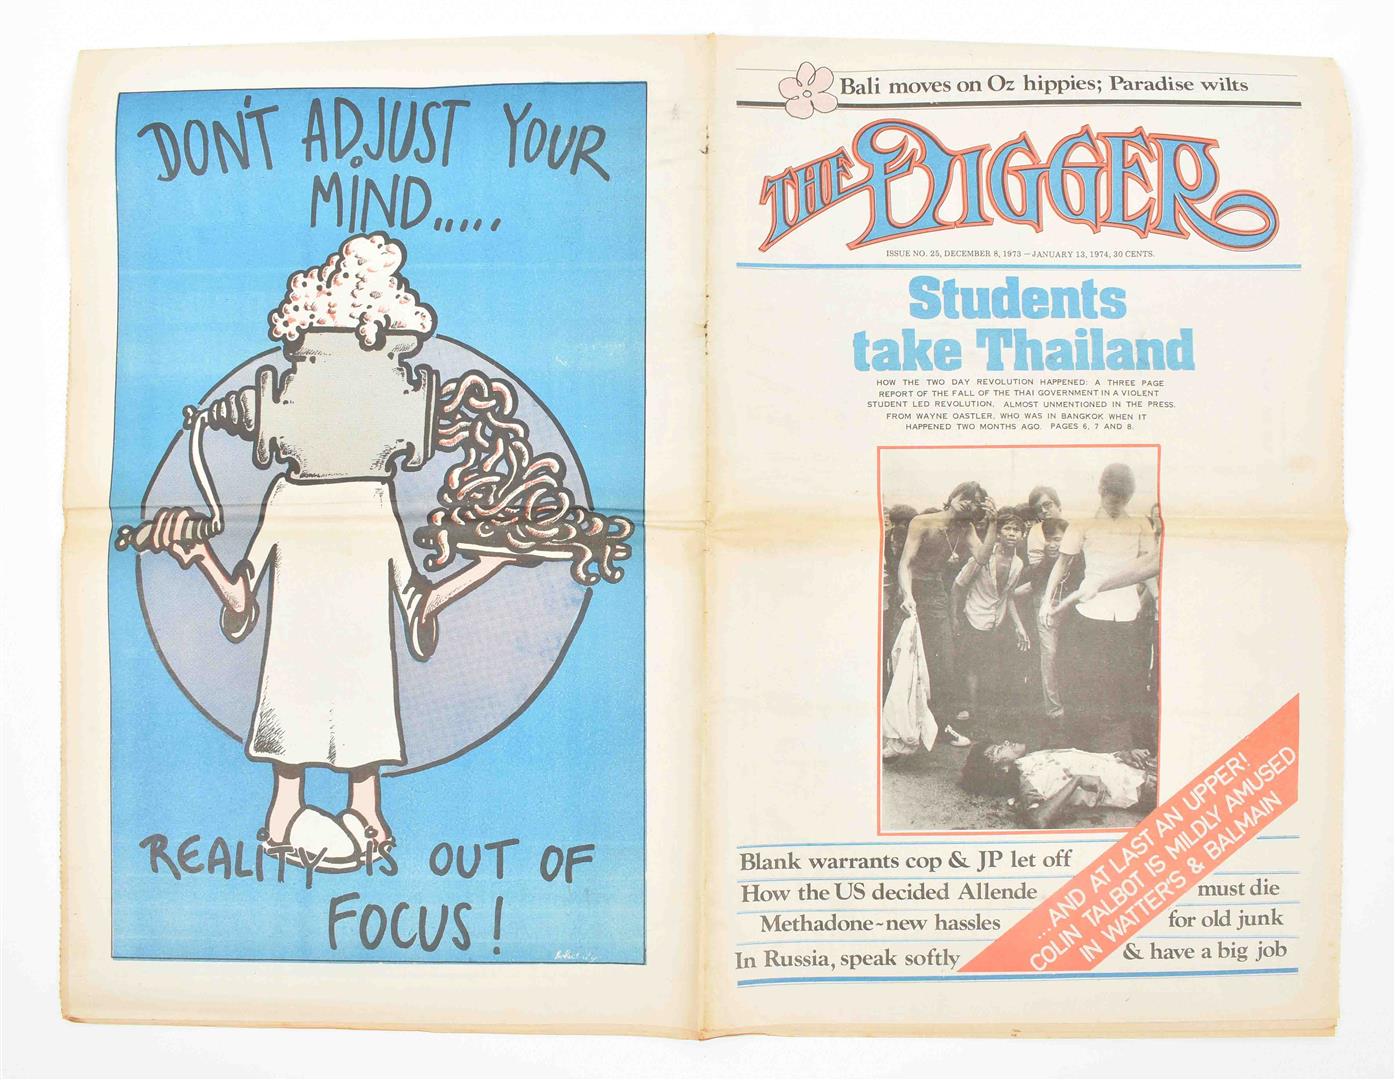 DON'T ADJUST YOUR
MIND.....
REALITY IS OUT OF
FOCUS!
Bali moves on Oz hippies; Paradise wilts
THE DIGGER
ISSUE NO. 25, DECEMBER 8, 1973 – JANUARY 13, 1974, 30 CENTS.
Students
take Thailand
HOW THE TWO DAY REVOLUTION HAPPENED: A THREE PAGE
REPORT OF THE FALL OF THE THAI GOVERNMENT IN A VIOLENT
STUDENT LED REVOLUTION, ALMOST UNMENTIONED IN THE PRESS.
FROM WAYNE OASTLER, WHO WAS IN BANGKOK WHEN IT
HAPPENED TWO MONTHS AGO. PAGES 6, 7 AND 8.
Blank warrants cop & JP let off
How the US decided Allende must die
Methadone-new hassles for old junk
In Russia, speak softly & have a big job
...AND AT LAST AN UPPER!
COLIN TALBOT IS MILDLY AMUSED
IN WATTER'S & BALMAIN